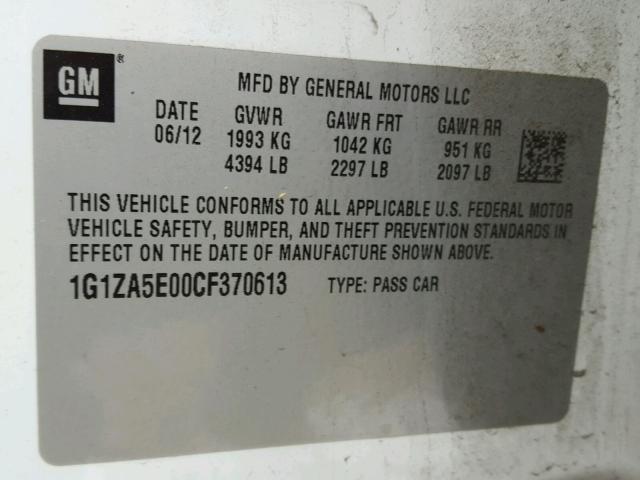 GM®
MFD BY GENERAL MOTORS LLC
DATE GVWR GAWR FRT GAWR RR
06/12 1993 KG 1042 KG 951 KG
4394 LB 2297 LB 2097 LB
THIS VEHICLE CONFORMS TO ALL APPLICABLE U.S. FEDERAL MOTOR
VEHICLE SAFETY, BUMPER, AND THEFT PREVENTION STANDARDS IN
EFFECT ON THE DATE OF MANUFACTURE SHOWN ABOVE.
1G1ZA5E00CF370613 TYPE: PASS CAR